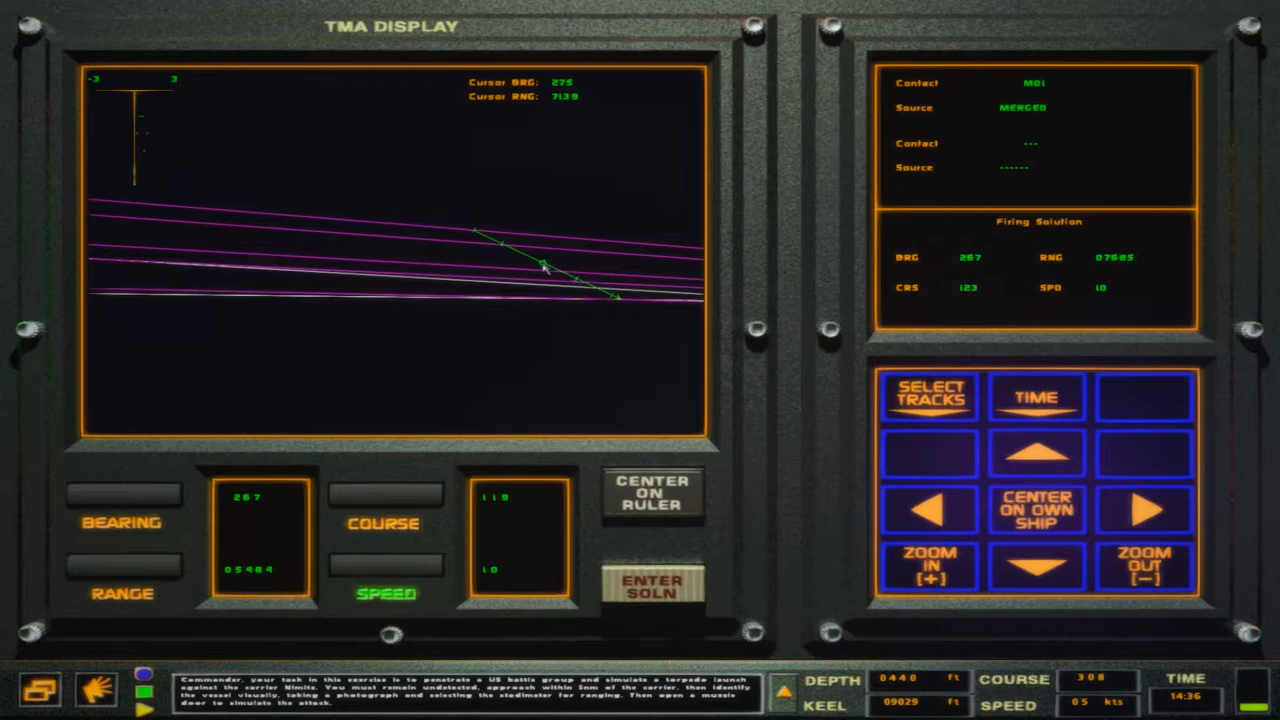 TMA DISPLAY
-3 3
Cursor BRG: 275
Cursor RNG: 7139
Contact M01
Source MERGED
Contact ---
Source ------
Firing Solution
BRG 267 RNG 07685
CRS 123 SPD 10
SELECT TRACKS
TIME
CENTER ON OWN SHIP
ZOOM IN [+]
ZOOM OUT [-]
BEARING
267
RANGE
05484
COURSE
119
SPEED
10
CENTER ON RULER
ENTER SOLN
Commander, your task in this exercise is to penetrate a US battle group and simulate a torpedo launch
against the carrier Nimitz. You must remain undetected, approach within 5nm of the carrier, then identify
the vessel visually, taking a photograph and selecting the stadimeter for ranging. Then open a muzzle
door to simulate the attack.
DEPTH 0440 ft COURSE 308 TIME
KEEL 09029 ft SPEED 05 kts 14:36